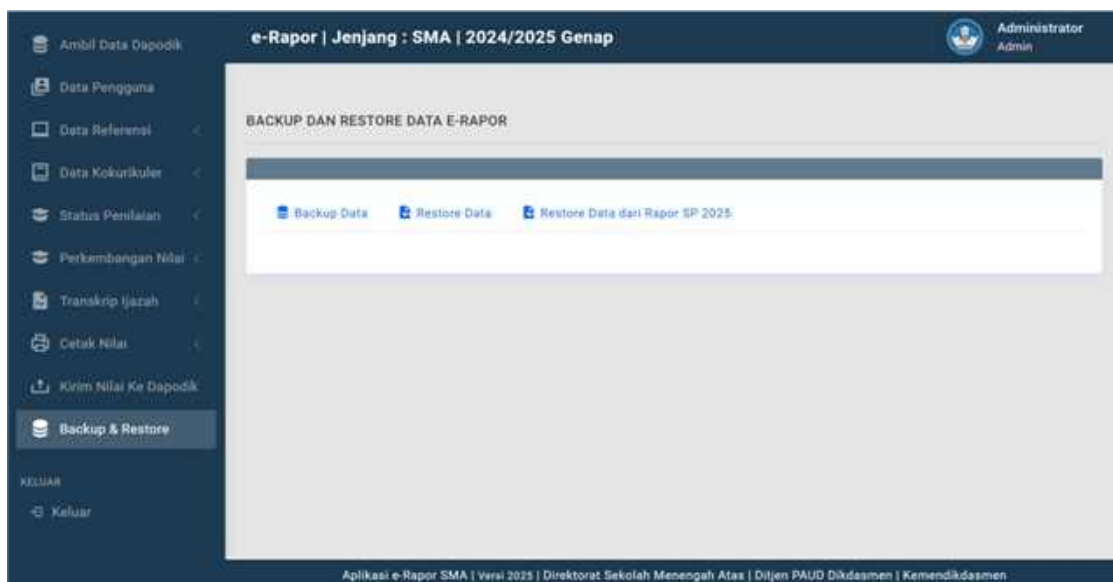 e-Rapor | Jenjang : SMA | 2024/2025 Genap
Administrator
Admin
Ambil Data Dapodik
Data Pengguna
Data Referensi
Data Kokurikuler
Status Penilaian
Perkembangan Nilai
Transkrip Ijazah
Cetak Nilai
Kirim Nilai Ke Dapodik
Backup & Restore
KELUAR
Keluar
BACKUP DAN RESTORE DATA E-RAPOR
Backup Data
Restore Data
Restore Data dari Rapor SP 2025
Aplikasi e-Rapor SMA | Versi 2025 | Direktorat Sekolah Menengah Atas | Ditjen PAUD Dikdasmen | Kemendikdasmen